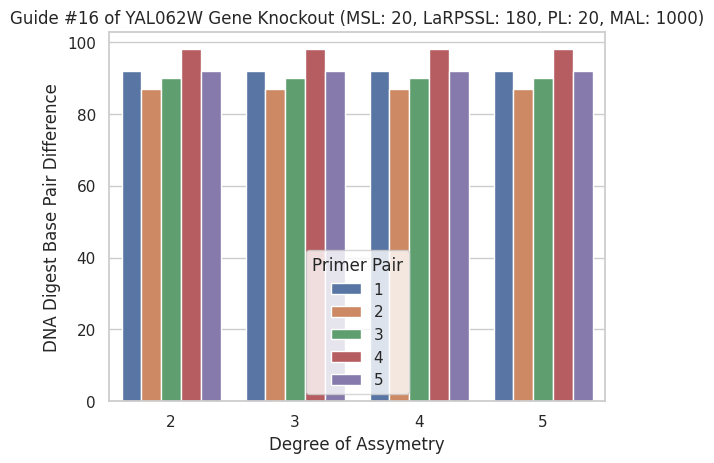 Guide #16 of YAL062W Gene Knockout (MSL: 20, LaRPSSL: 180, PL: 20, MAL: 1000)
100
80
60
40
20
0
DNA Digest Base Pair Difference
Primer Pair
1
2
3
4
5
2 3 4 5
Degree of Assymetry